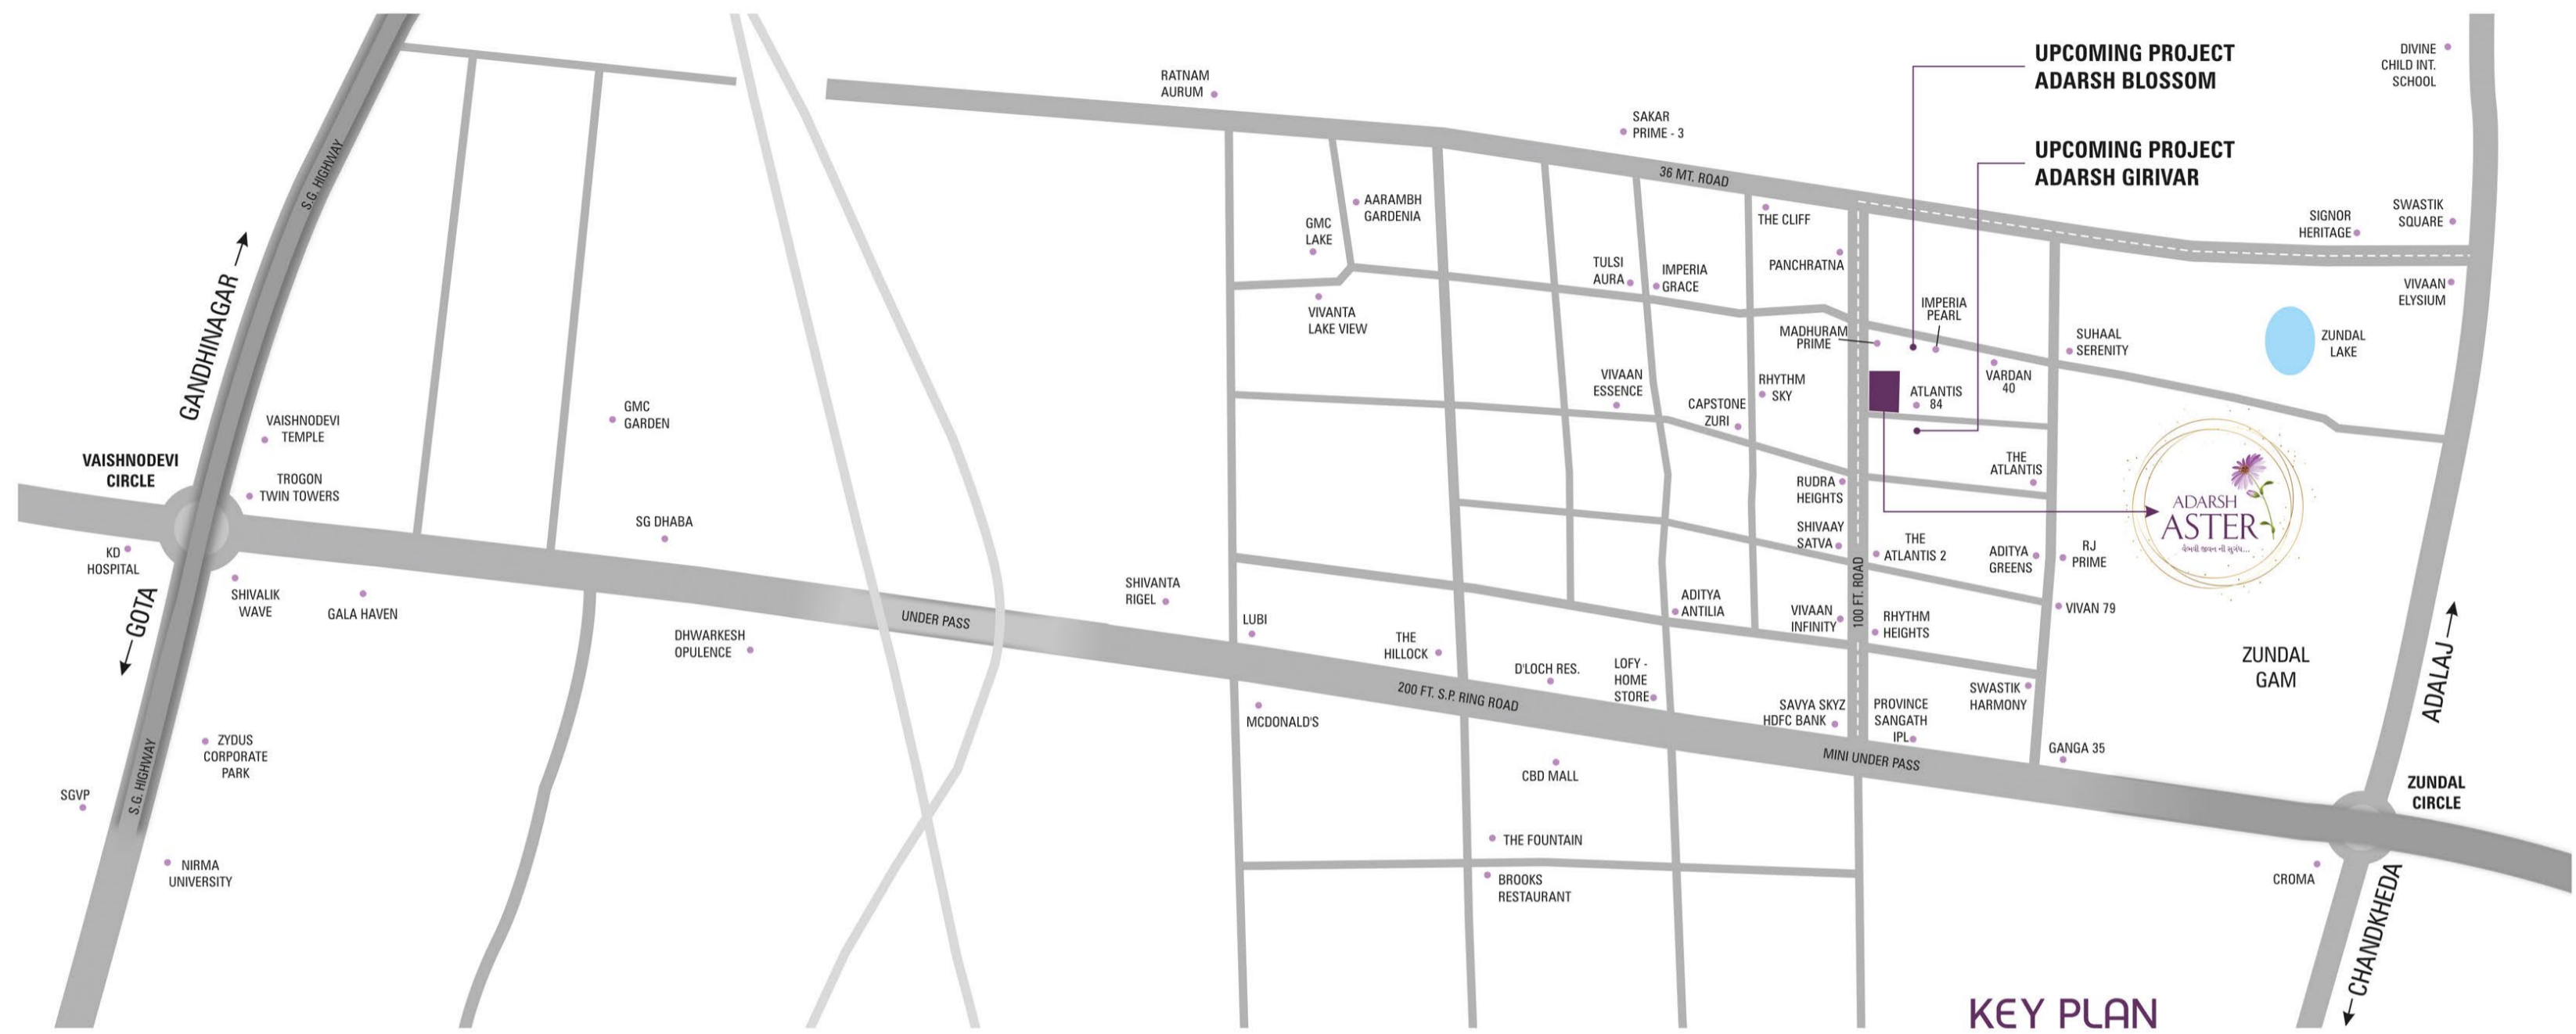 S.G. HIGHWAY
GANDHINAGAR
VAISHNODEVI
TEMPLE
VAISHNODEVI
CIRCLE
TROGON
TWIN TOWERS
KD
HOSPITAL
GOTA
SHIVALIK
WAVE
GALA HAVEN
ZYDUS
CORPORATE
PARK
S.G. HIGHWAY
SGVP
NIRMA
UNIVERSITY
GMC
GARDEN
SG DHABA
DHWARKESH
OPULENCE
UNDER PASS
RATNAM
AURUM
SAKAR
PRIME - 3
36 MT. ROAD
AARAMBH
GARDENIA
GMC
LAKE
VIVANTA
LAKE VIEW
THE CLIFF
PANCHRATNA
TULSI
AURA
IMPERIA
GRACE
MADHURAM
PRIME
IMPERIA
PEARL
VIVAAN
ESSENCE
CAPSTONE
ZURI
RHYTHM
SKY
ATLANTIS
84
VARDAN
40
SUHAAL
SERENITY
RUDRA
HEIGHTS
THE
ATLANTIS
SHIVAAY
SATVA
THE
ATLANTIS 2
ADITYA
GREENS
RJ
PRIME
100 FT. ROAD
SHIVANTA
RIGEL
LUBI
THE
HILLOCK
ADITYA
ANTILIA
VIVAAN
INFINITY
RHYTHM
HEIGHTS
VIVAN 79
D'LOCH RES.
LOFY -
HOME
STORE
200 FT. S.P. RING ROAD
SAVYA SKYZ
HDFC BANK
PROVINCE
SANGATH
IPL
SWASTIK
HARMONY
MINI UNDER PASS
GANGA 35
MCDONALD'S
CBD MALL
THE FOUNTAIN
BROOKS
RESTAURANT
UPCOMING PROJECT
ADARSH BLOSSOM
UPCOMING PROJECT
ADARSH GIRIVAR
DIVINE
CHILD INT.
SCHOOL
SIGNOR
HERITAGE
SWASTIK
SQUARE
VIVAAN
ELYSIUM
ZUNDAL
LAKE
ADARSH
ASTER
ZUNDAL
GAM
ADALAJ
ZUNDAL
CIRCLE
CROMA
CHANDKHEDA
KEY PLAN